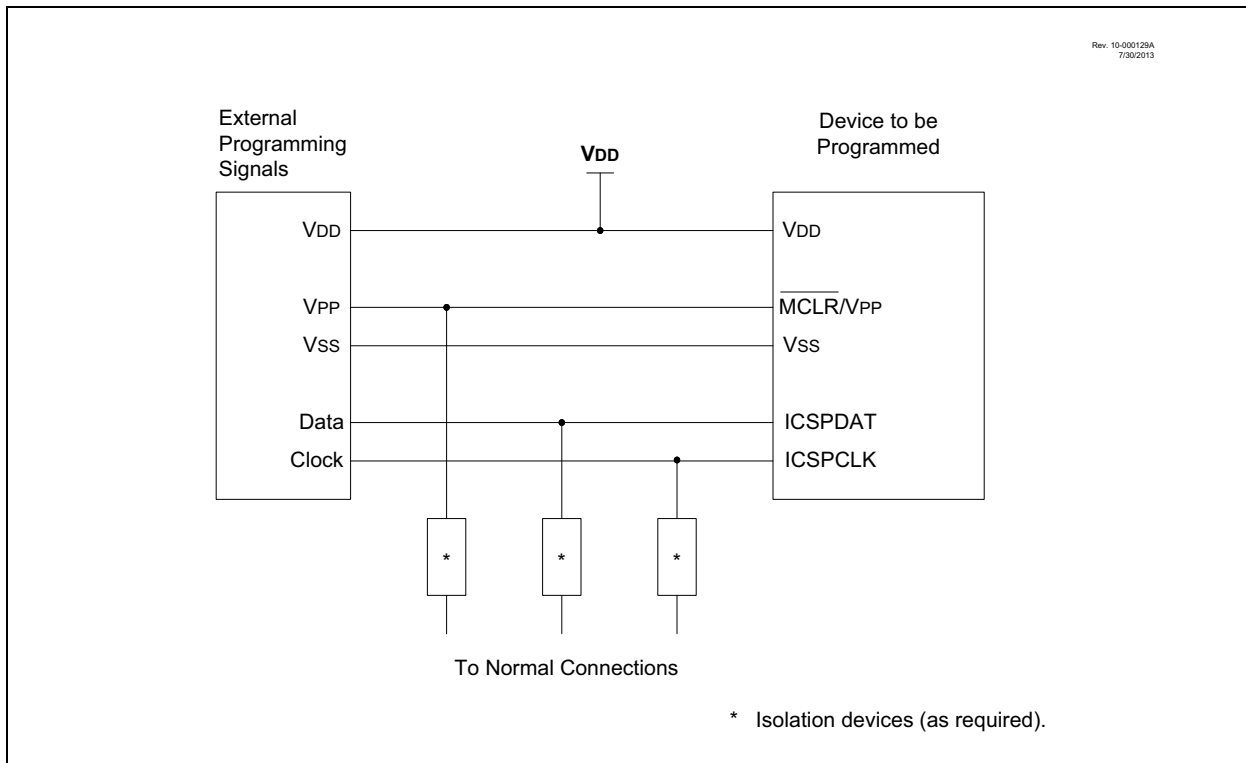 Rev. 10-000129A
7/30/2013
External
Programming
Signals
VDD
Device to be
Programmed
VDD
VDD
VPP
MCLR/VPP
VSS
VSS
Data
ICSPDAT
Clock
ICSPCLK
*
*
*
To Normal Connections
* Isolation devices (as required).